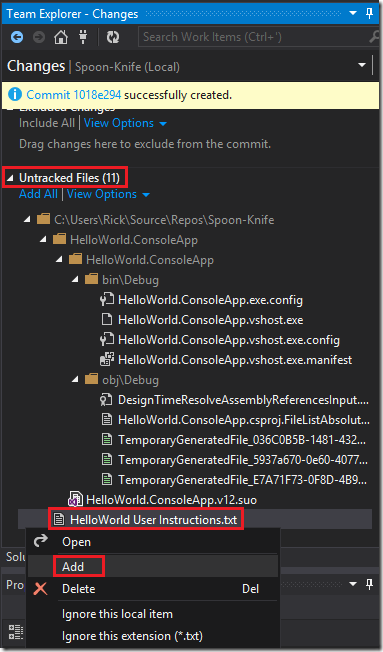 Team Explorer - Changes
Search Work Items (Ctrl+')
Changes | Spoon-Knife (Local)
Commit 1018e294 successfully created.
Excluded Changes
Include All | View Options
Drag changes here to exclude from the commit.
Untracked Files (11)
Add All | View Options
C:\Users\Rick\Source\Repos\Spoon-Knife
HelloWorld.ConsoleApp
HelloWorld.ConsoleApp
bin\Debug
HelloWorld.ConsoleApp.exe.config
HelloWorld.ConsoleApp.vshost.exe
HelloWorld.ConsoleApp.vshost.exe.config
HelloWorld.ConsoleApp.vshost.exe.manifest
obj\Debug
DesignTimeResolveAssemblyReferencesInput....
HelloWorld.ConsoleApp.csproj.FileListAbsolut...
TemporaryGeneratedFile_036C0B5B-1481-432...
TemporaryGeneratedFile_5937a670-0e60-4077...
TemporaryGeneratedFile_E7A71F73-0F8D-4B9...
HelloWorld.ConsoleApp.v12.suo
HelloWorld User Instructions.txt
Open
Solu
Add
Pro
Delete Del
Ignore this local item
Ignore this extension (*.txt)